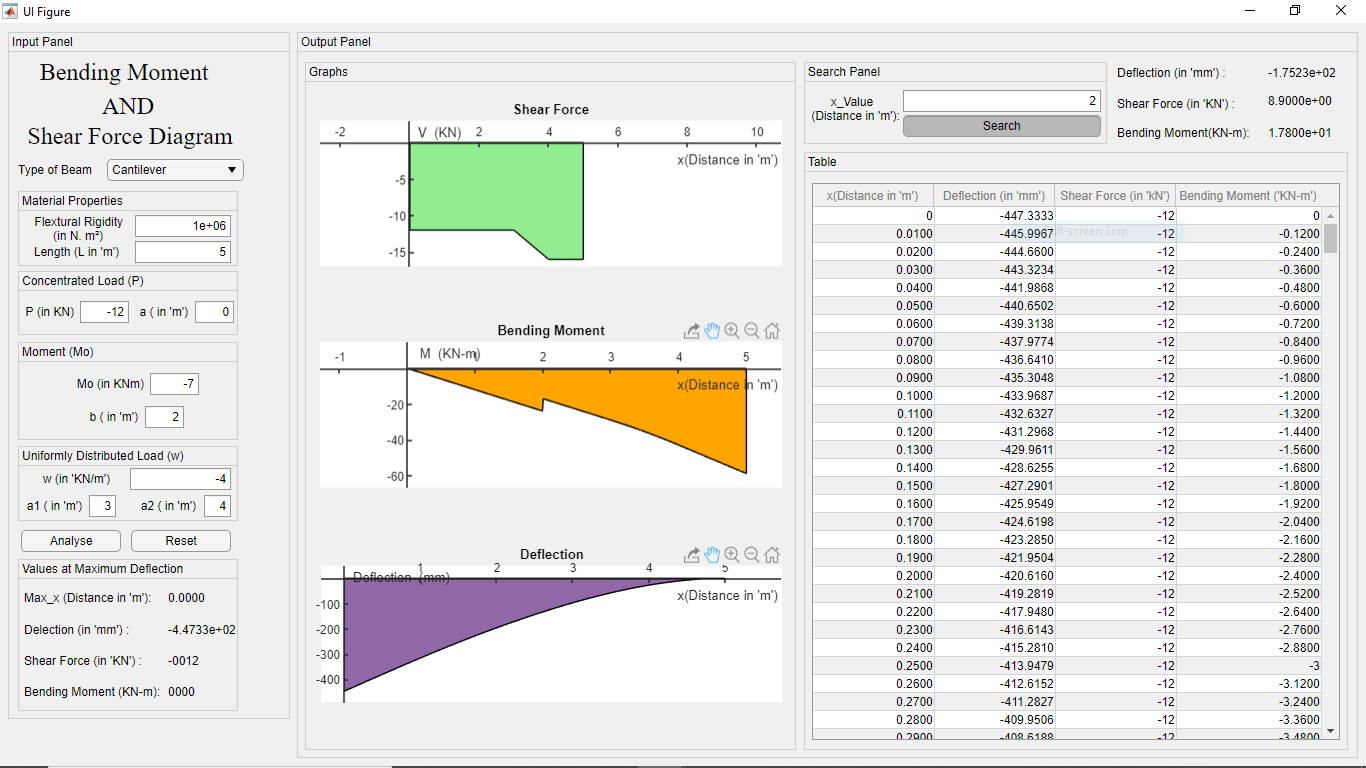 UI Figure
Input Panel
Bending Moment
AND
Shear Force Diagram
Type of Beam Cantilever
Material Properties
Flextural Rigidity
(in N. m²) 1e+06
Length (L in 'm') 5
Concentrated Load (P)
P (in KN) -12 a ( in 'm') 0
Moment (Mo)
Mo (in KNm) -7
b ( in 'm') 2
Uniformly Distributed Load (w)
w (in 'KN/m') -4
a1 ( in 'm') 3 a2 ( in 'm') 4
Analyse Reset
Values at Maximum Deflection
Max_x (Distance in 'm'): 0.0000
Delection (in 'mm') : -4.4733e+02
Shear Force (in 'KN') : -0012
Bending Moment (KN-m): 0000
Output Panel
Graphs
Shear Force
-2 V (KN) 2 4 6 8 10
x(Distance in 'm')
-5
-10
-15
Bending Moment
-1 M (KN-m) 1 2 3 4 5
x(Distance in 'm')
-20
-40
-60
Deflection
Deflection (mm) 1 2 3 4 5
x(Distance in 'm')
-100
-200
-300
-400
Search Panel
x_Value
(Distance in 'm'): 2
Search
Deflection (in 'mm') : -1.7523e+02
Shear Force (in 'KN') : 8.9000e+00
Bending Moment(KN-m): 1.7800e+01
Table
x(Distance in 'm') Deflection (in 'mm') Shear Force (in 'kN') Bending Moment ('KN-m')
0 -447.3333 -12 0
0.0100 -445.9967 -12 -0.1200
ll-screen Snip
0.0200 -444.6600 -12 -0.2400
0.0300 -443.3234 -12 -0.3600
0.0400 -441.9868 -12 -0.4800
0.0500 -440.6502 -12 -0.6000
0.0600 -439.3138 -12 -0.7200
0.0700 -437.9774 -12 -0.8400
0.0800 -436.6410 -12 -0.9600
0.0900 -435.3048 -12 -1.0800
0.1000 -433.9687 -12 -1.2000
0.1100 -432.6327 -12 -1.3200
0.1200 -431.2968 -12 -1.4400
0.1300 -429.9611 -12 -1.5600
0.1400 -428.6255 -12 -1.6800
0.1500 -427.2901 -12 -1.8000
0.1600 -425.9549 -12 -1.9200
0.1700 -424.6198 -12 -2.0400
0.1800 -423.2850 -12 -2.1600
0.1900 -421.9504 -12 -2.2800
0.2000 -420.6160 -12 -2.4000
0.2100 -419.2819 -12 -2.5200
0.2200 -417.9480 -12 -2.6400
0.2300 -416.6143 -12 -2.7600
0.2400 -415.2810 -12 -2.8800
0.2500 -413.9479 -12 -3
0.2600 -412.6152 -12 -3.1200
0.2700 -411.2827 -12 -3.2400
0.2800 -409.9506 -12 -3.3600
0.2900 -408.6188 -12 -3.4800